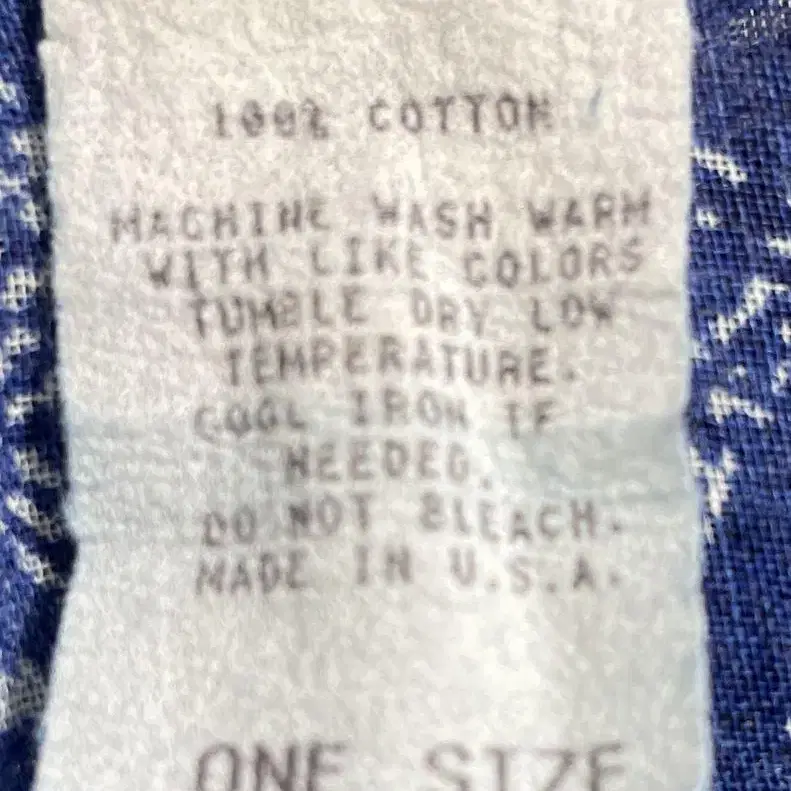 100% COTTON
MACHINE WASH WARM
WITH LIKE COLORS
TUMBLE DRY LOW
TEMPERATURE.
COOL IRON IF
NEEDED.
DO NOT BLEACH.
MADE IN U.S.A.
ONE SIZE